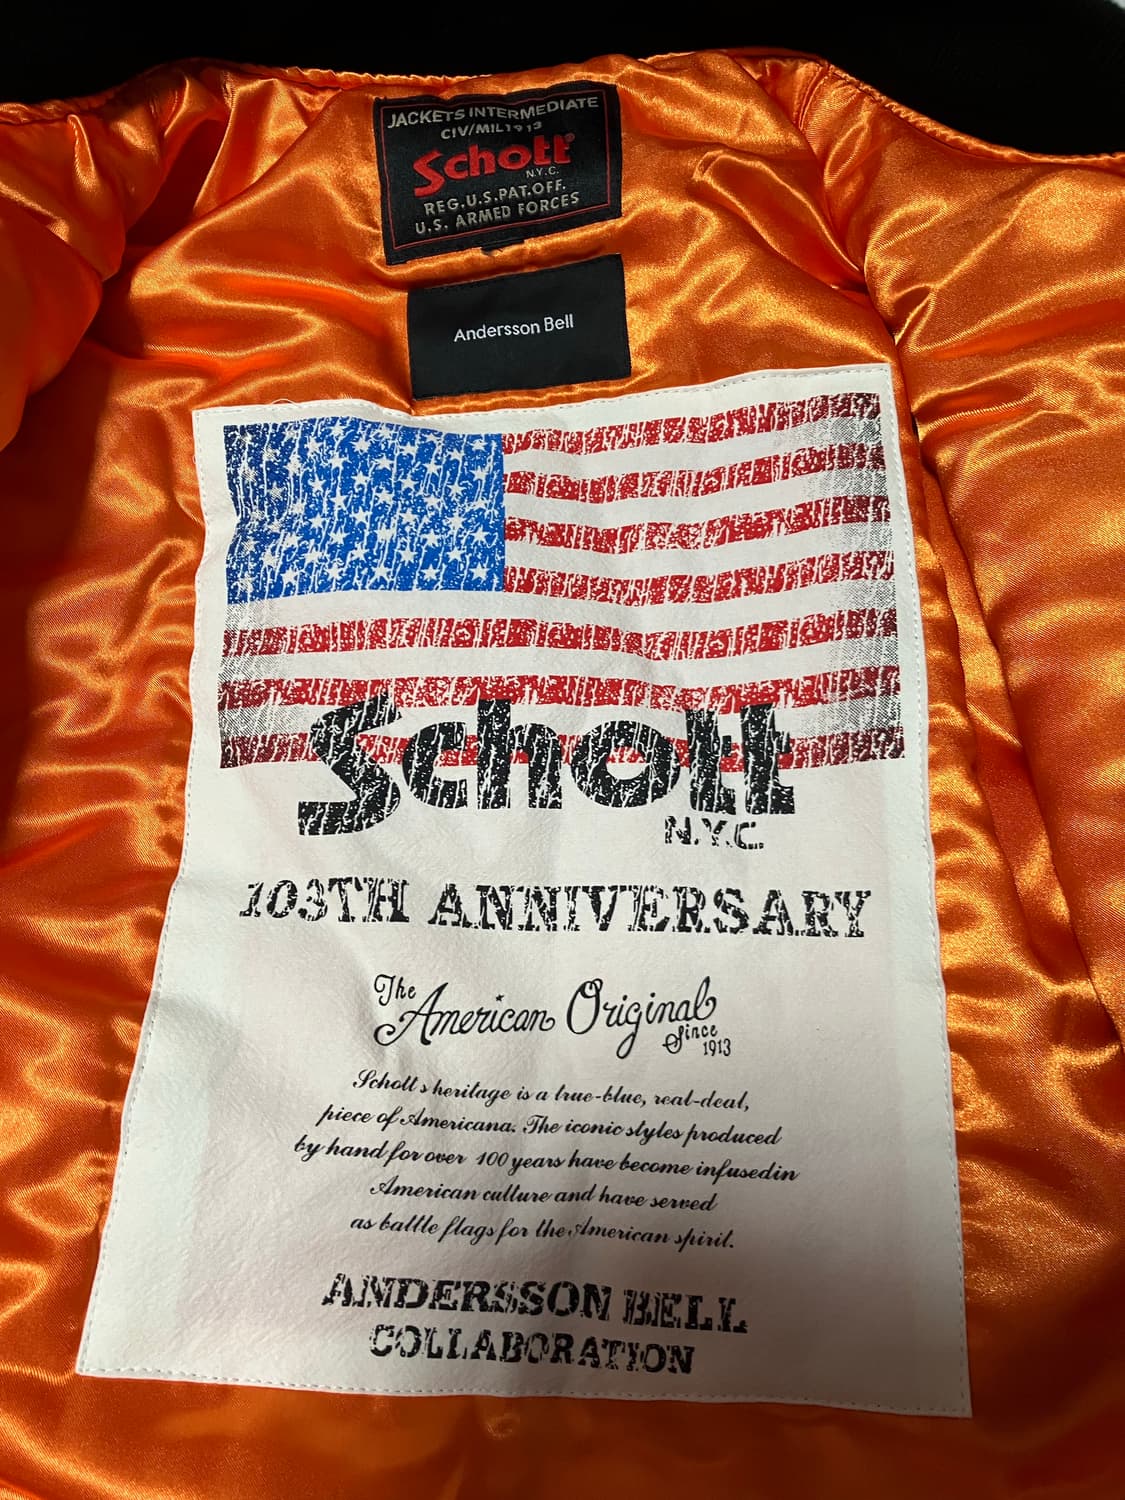 JACKETS INTERMEDIATE
CIV/MIL1913
Schott®
N.Y.C.
REG.U.S.PAT.OFF.
U.S. ARMED FORCES
Andersson Bell
Schott
N.Y.C.
103TH ANNIVERSARY
The
American Original
Since
1913
Schott s heritage is a true-blue, real-deal,
piece of Americana. The iconic styles produced
by hand for over 100 years have become infusedin
American culture and have served
as battle flags for the American spirit.
ANDERSSON BELL
COLLABORATION